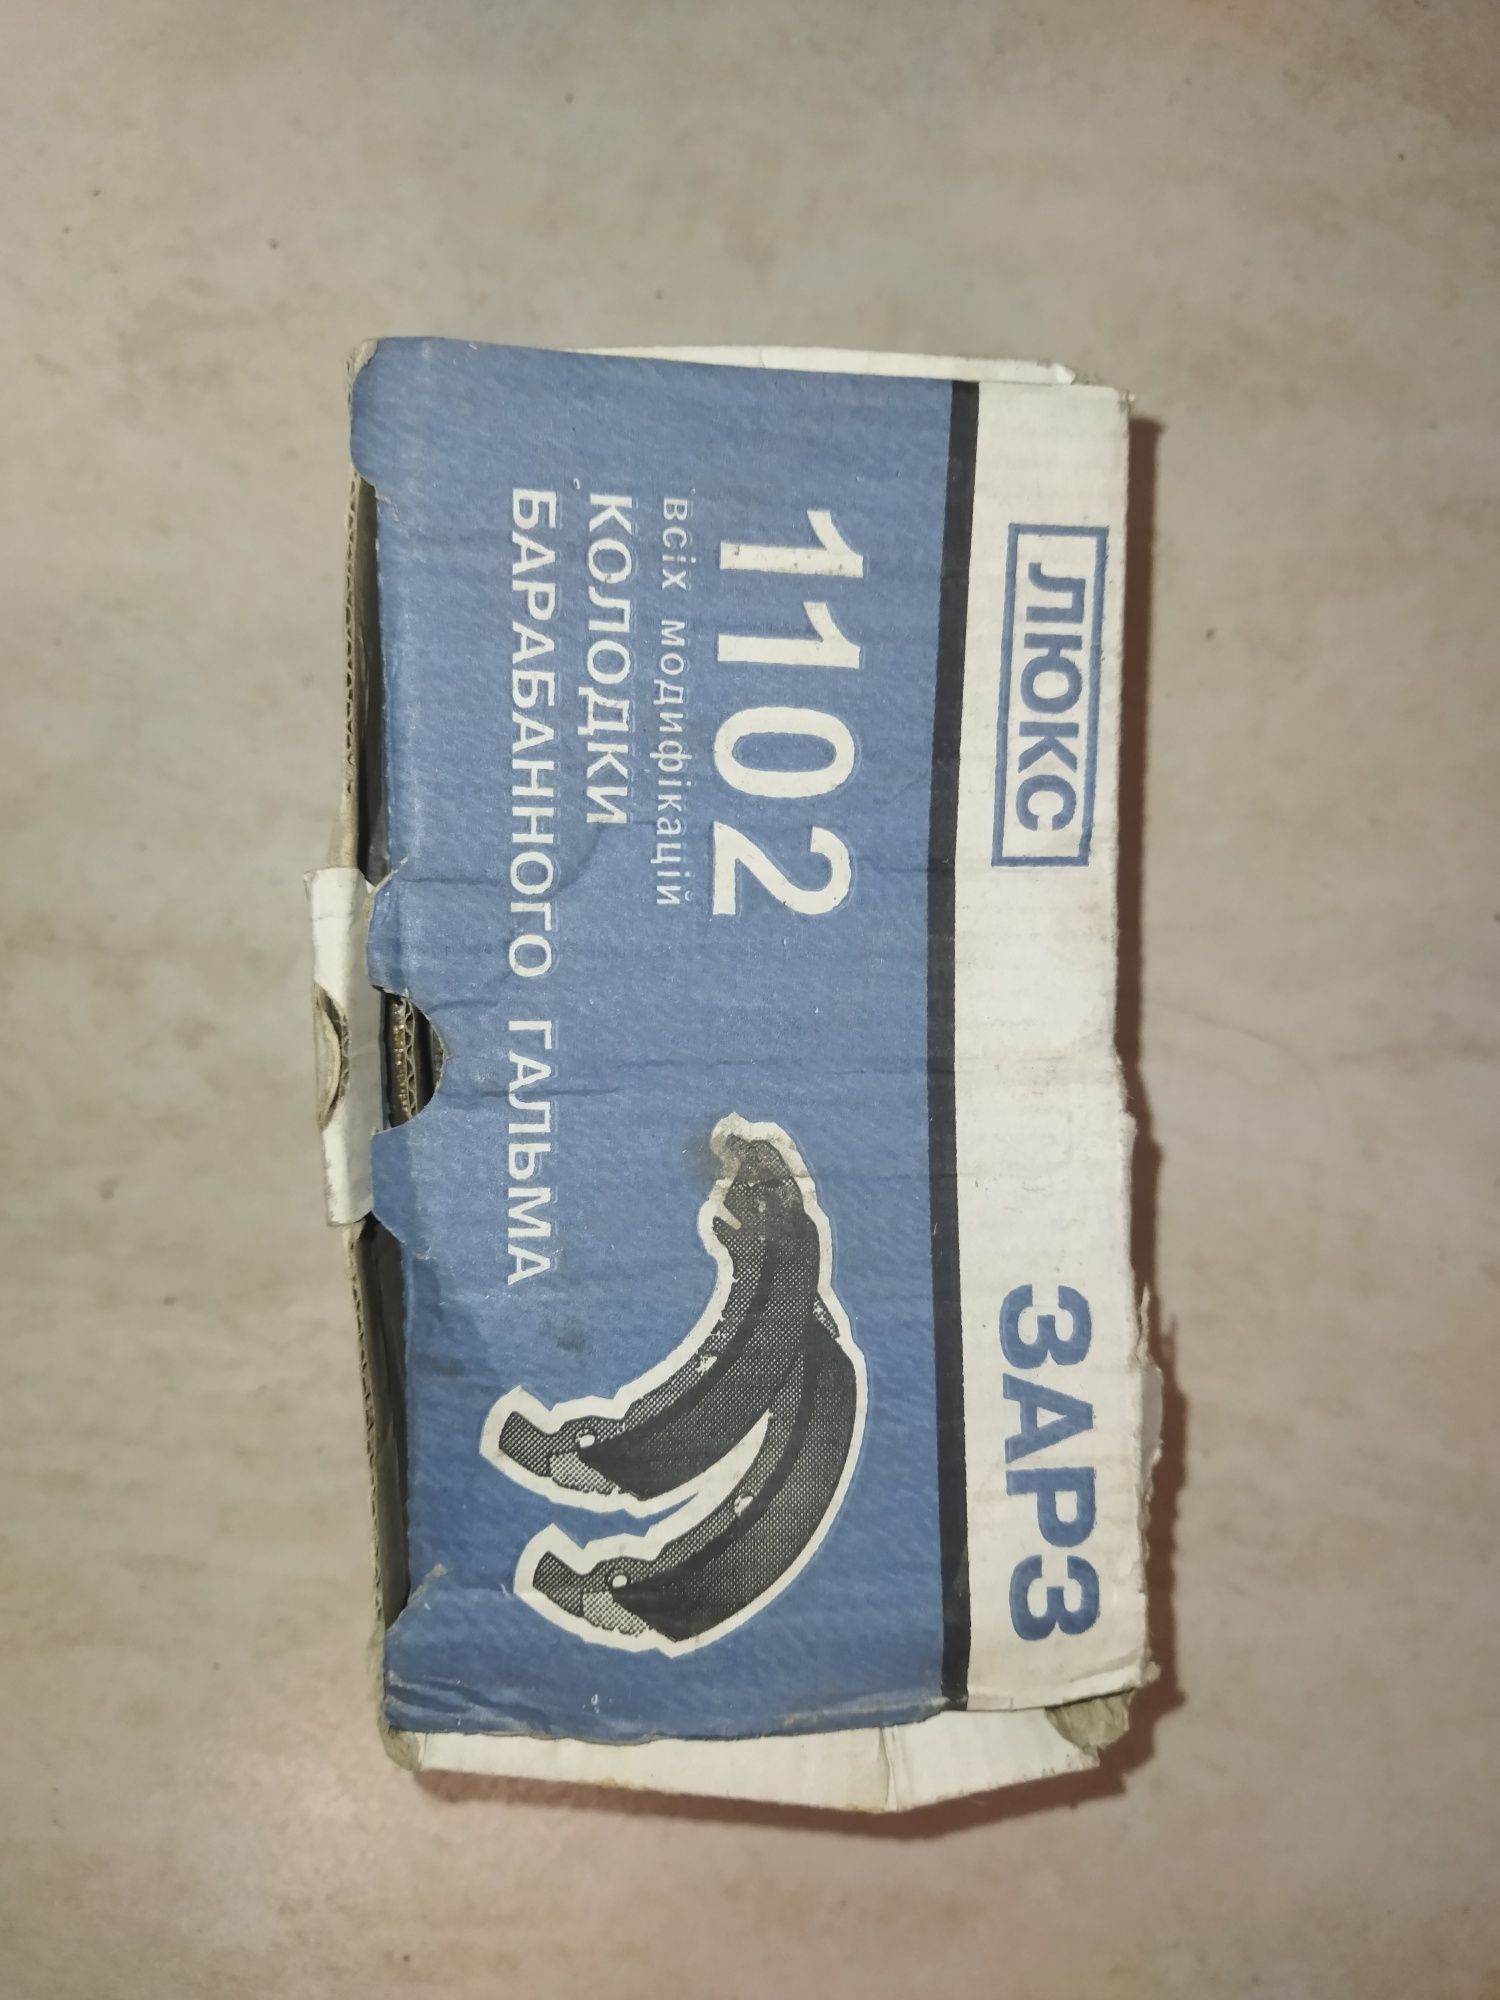 ЛЮКС
ЗАРЗ
1102
всіх модифікацій
КОЛОДКИ
БАРАБАННОГО ГАЛЬМА